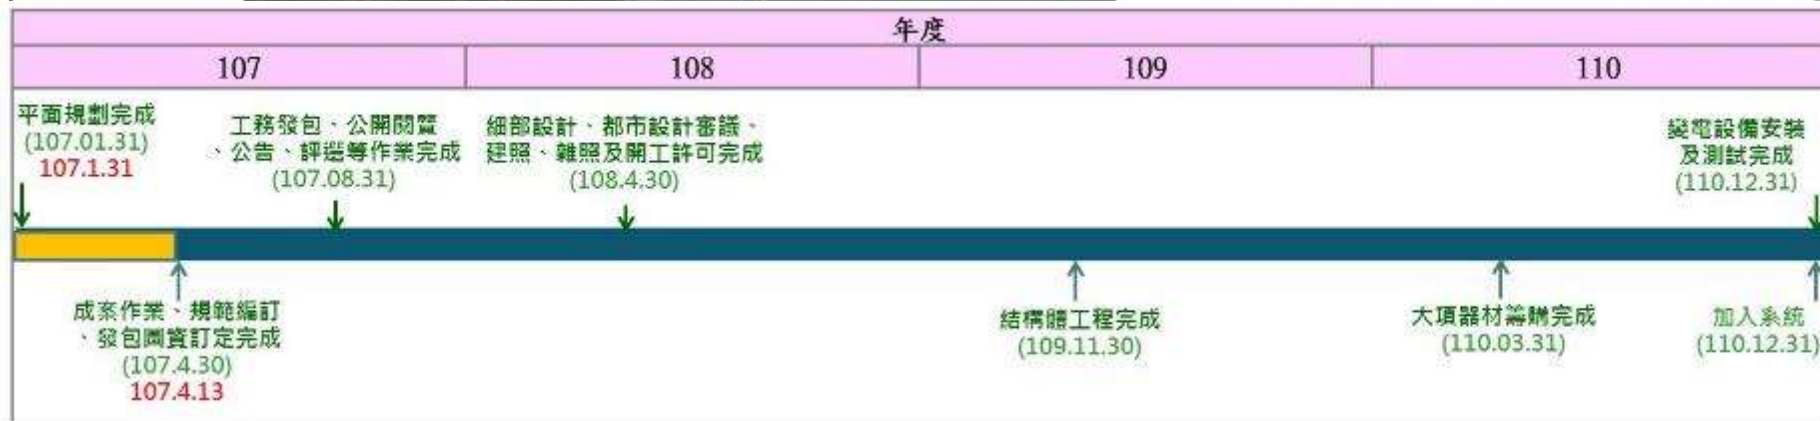 年度
107
108
109
110
平面規劃完成
(107.01.31)
107.1.31
工務發包、公開閱覽
、公告、評選等作業完成
(107.08.31)
細部設計、都市設計審議、
建照、雜照及開工許可完成
(108.4.30)
變電設備安裝
及測試完成
(110.12.31)
成案作業、規範編訂
、發包圖資訂定完成
(107.4.30)
107.4.13
結構體工程完成
(109.11.30)
大項器材籌購完成
(110.03.31)
加入系統
(110.12.31)